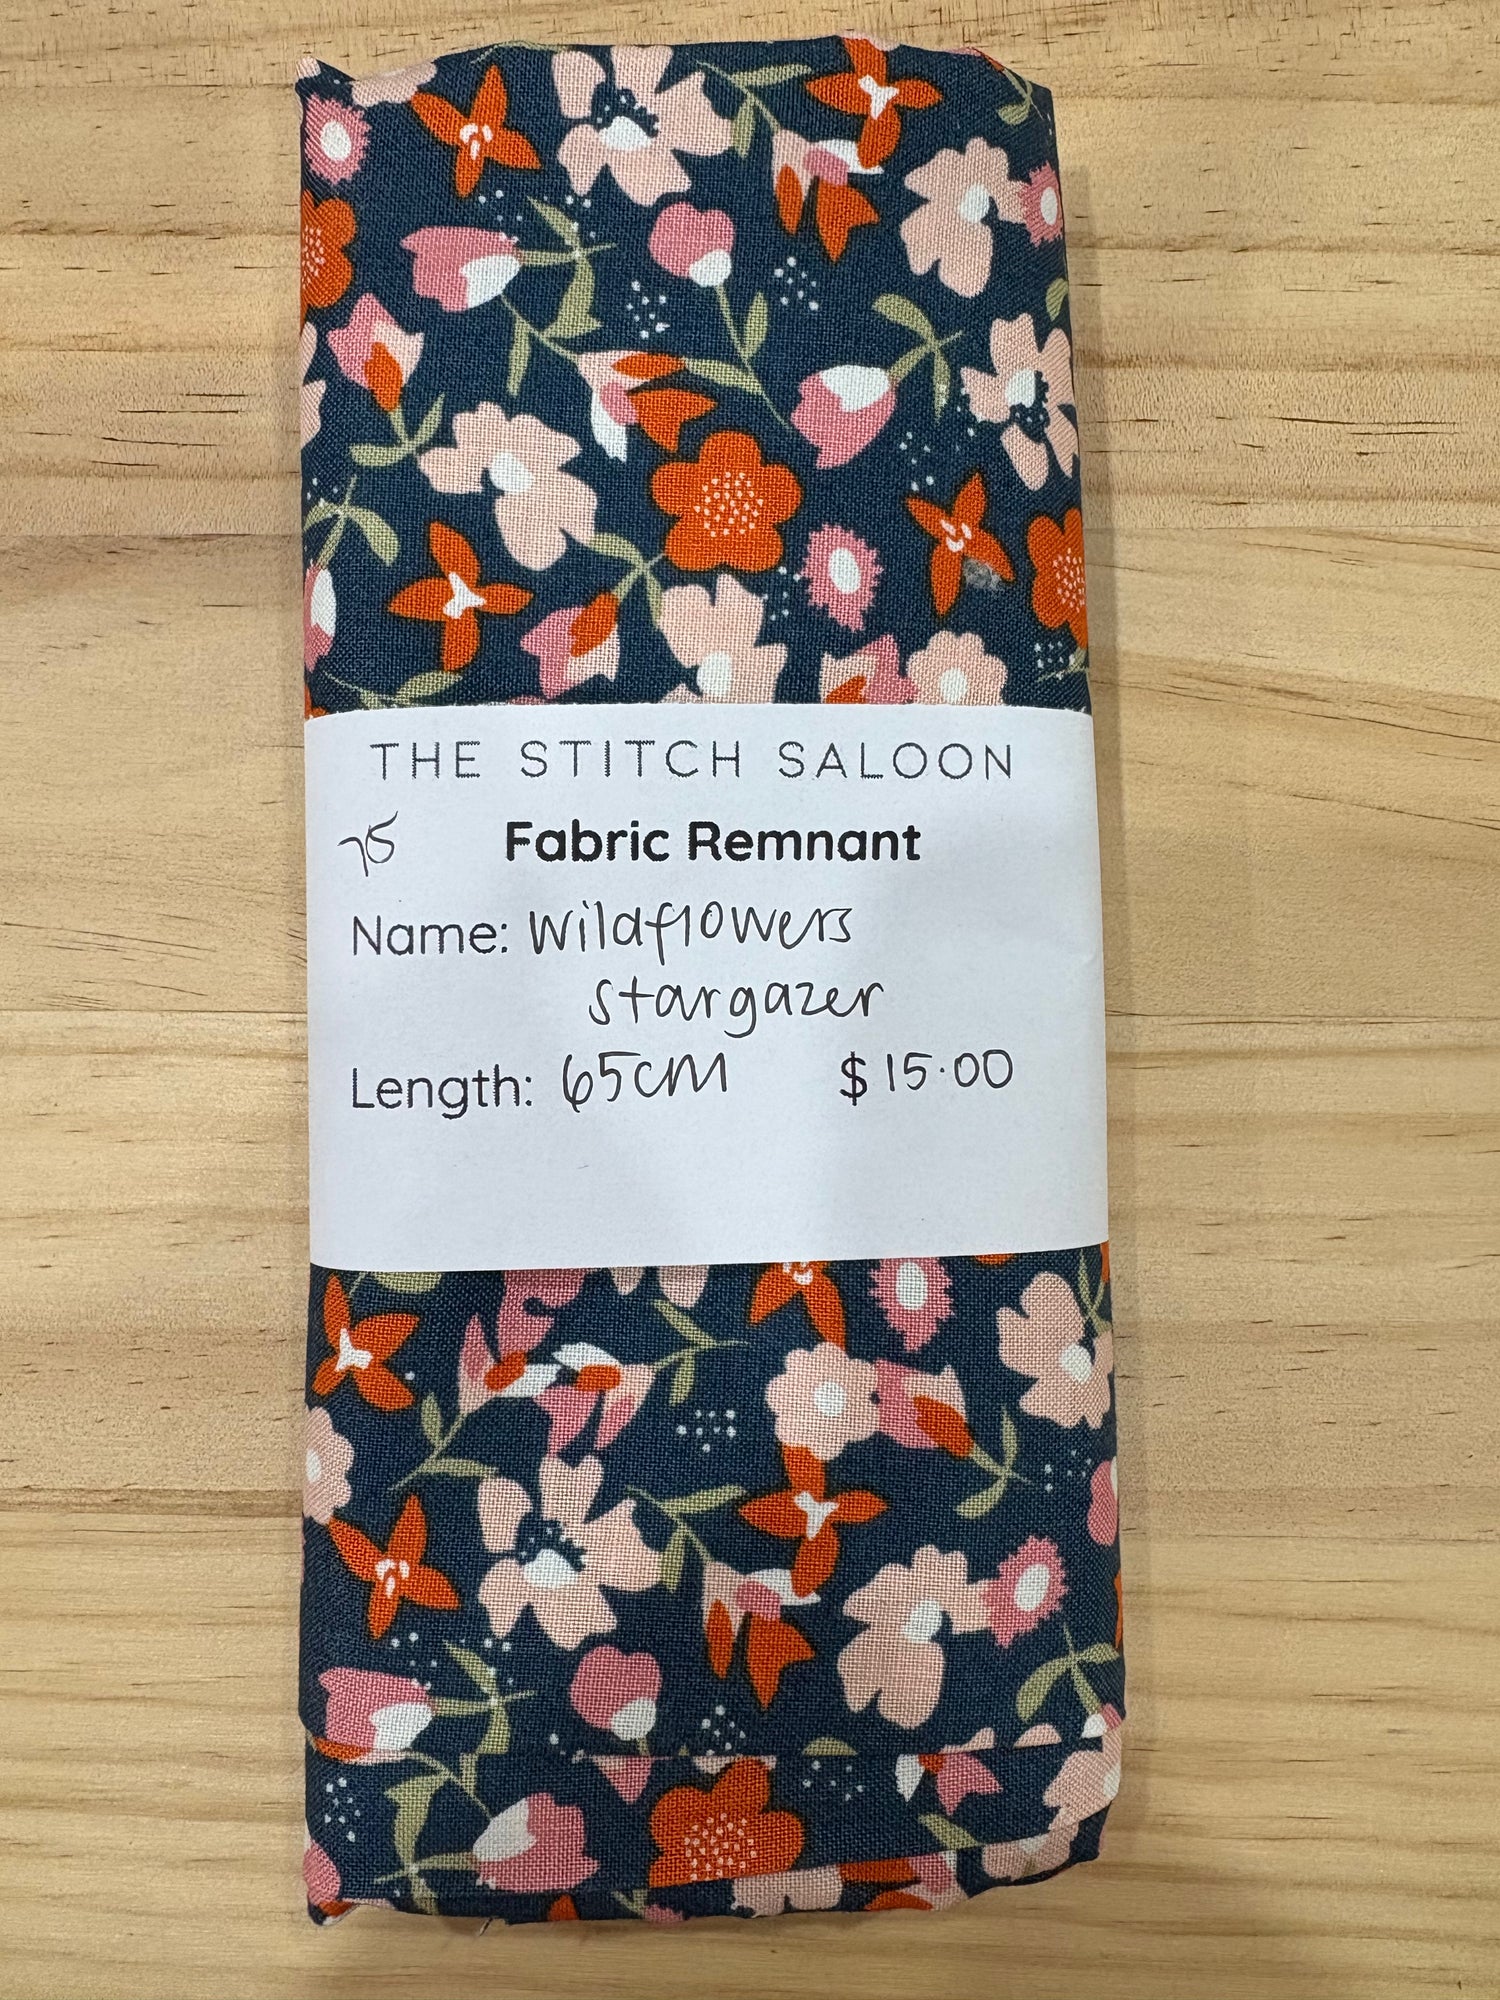 THE STITCH SALOON
75
Fabric Remnant
Name: Wildflowers
stargazer
Length: 65cm $15.00